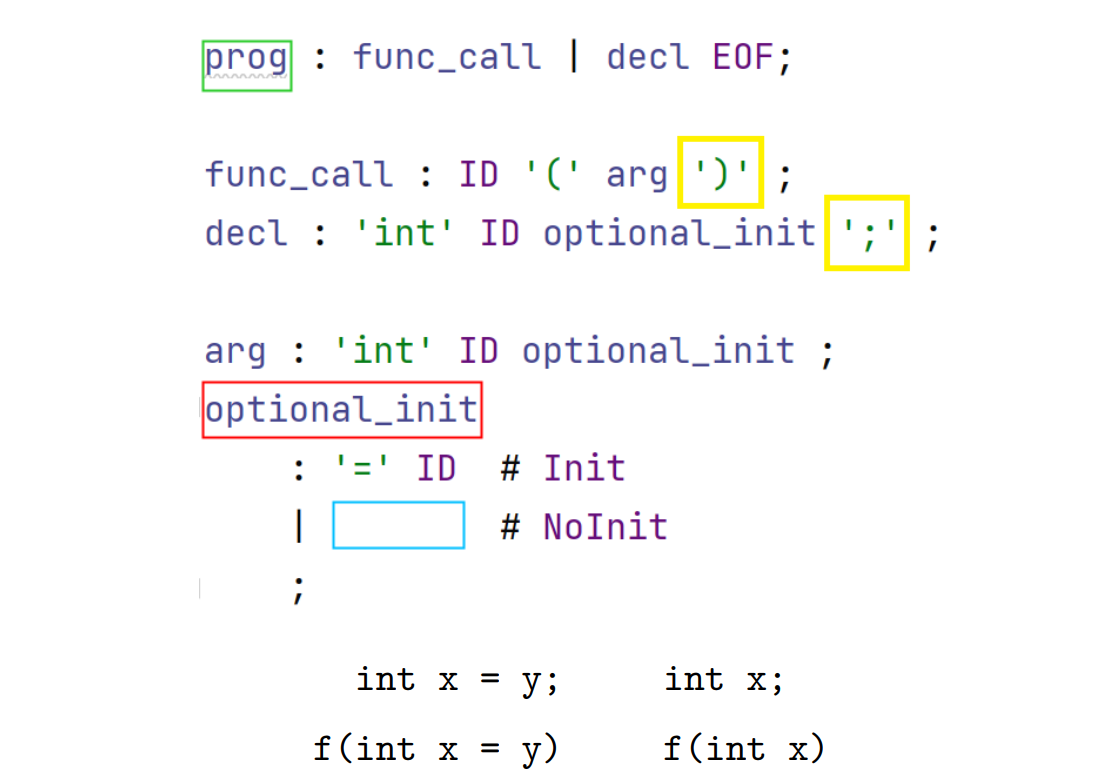 prog : func_call | decl EOF;
func_call : ID '(' arg ')' ;
decl : 'int' ID optional_init ';' ;
arg : 'int' ID optional_init ;
optional_init
: '=' ID # Init
| # NoInit
;
int x = y; int x;
f(int x = y) f(int x)